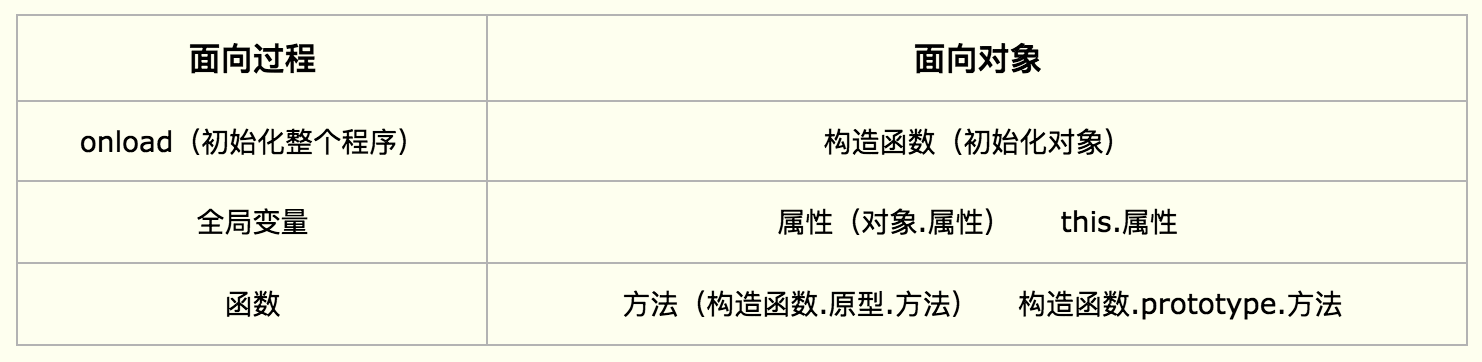 面向过程 面向对象
onload（初始化整个程序） 构造函数（初始化对象）
全局变量 属性（对象.属性） this.属性
函数 方法（构造函数.原型.方法） 构造函数.prototype.方法